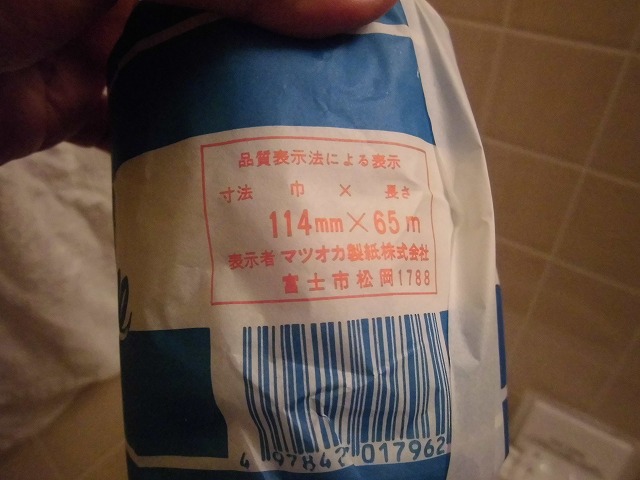 品質表示法による表示
寸法 巾 × 長さ
114mm×65m
表示者 マツオカ製紙株式会社
富士市松岡1788
4 97842 017962